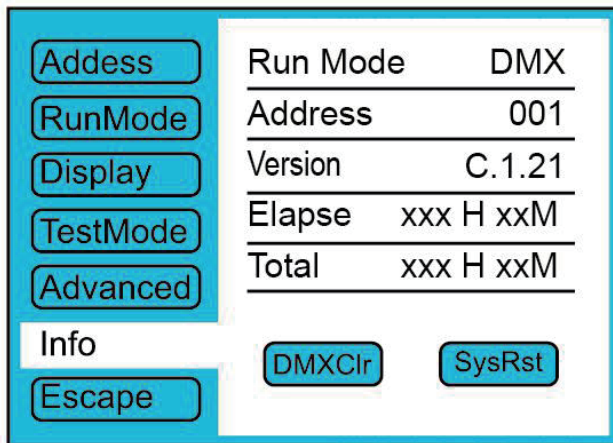 Addess
RunMode
Display
TestMode
Advanced
Info
Escape
Run Mode DMX
Address 001
Version C.1.21
Elapse xxx H xxM
Total xxx H xxM
DMXClr SysRst